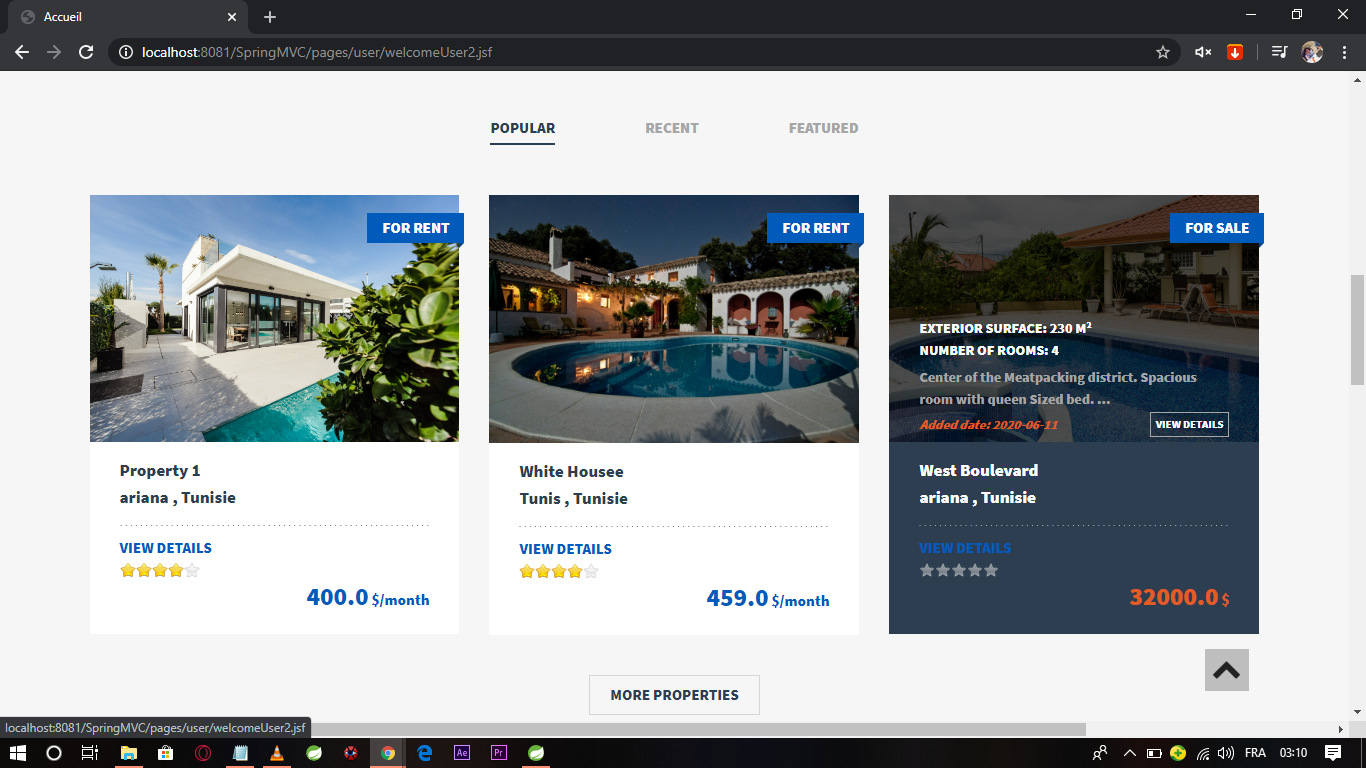 Accueil
localhost:8081/SpringMVC/pages/user/welcomeUser2.jsf
POPULAR
RECENT
FEATURED
FOR RENT
FOR RENT
FOR SALE
EXTERIOR SURFACE: 230 M²
NUMBER OF ROOMS: 4
Center of the Meatpacking district. Spacious
room with queen Sized bed. ...
Added date: 2020-06-11
VIEW DETAILS
Property 1
ariana , Tunisie
VIEW DETAILS
400.0 $/month
White Housee
Tunis , Tunisie
VIEW DETAILS
459.0 $/month
West Boulevard
ariana , Tunisie
VIEW DETAILS
32000.0 $
MORE PROPERTIES
localhost:8081/SpringMVC/pages/user/welcomeUser2.jsf
Ae
Pr
FRA
03:10